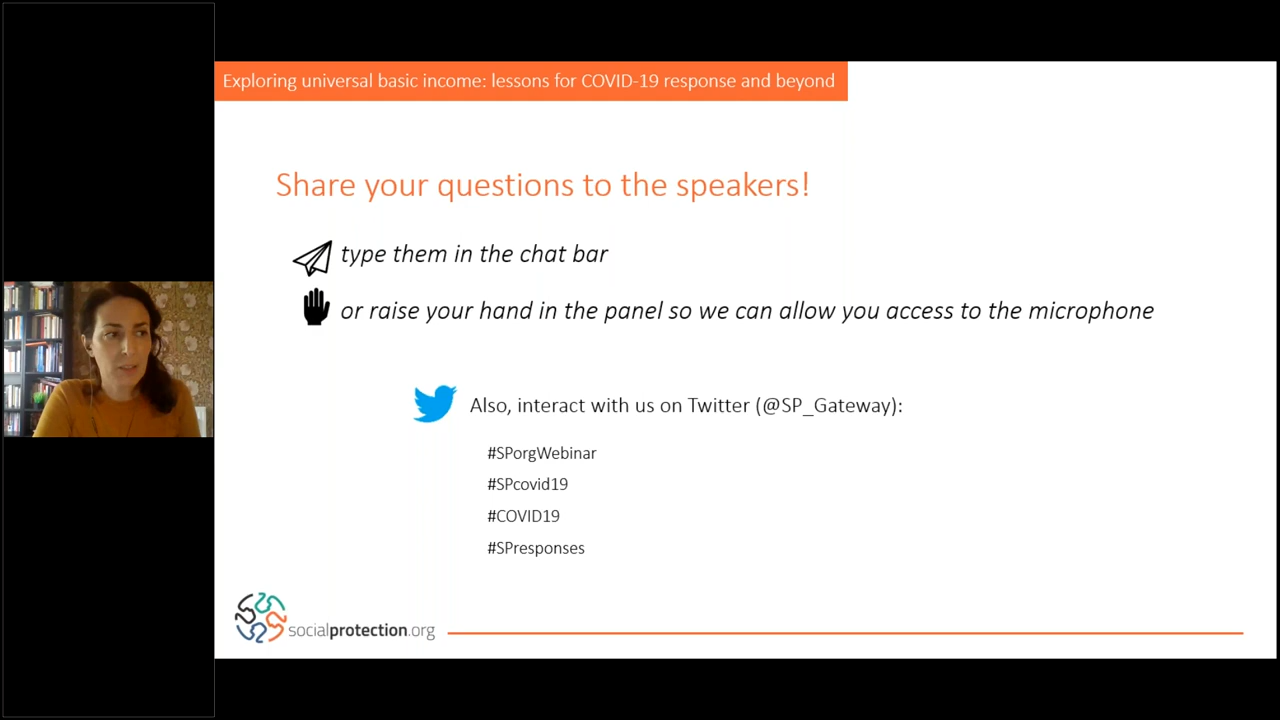 Exploring universal basic income: lessons for COVID-19 response and beyond
Share your questions to the speakers!
type them in the chat bar
or raise your hand in the panel so we can allow you access to the microphone
Also, interact with us on Twitter (@SP_Gateway):
#SPorgWebinar
#SPcovid19
#COVID19
#SPresponses
socialprotection.org